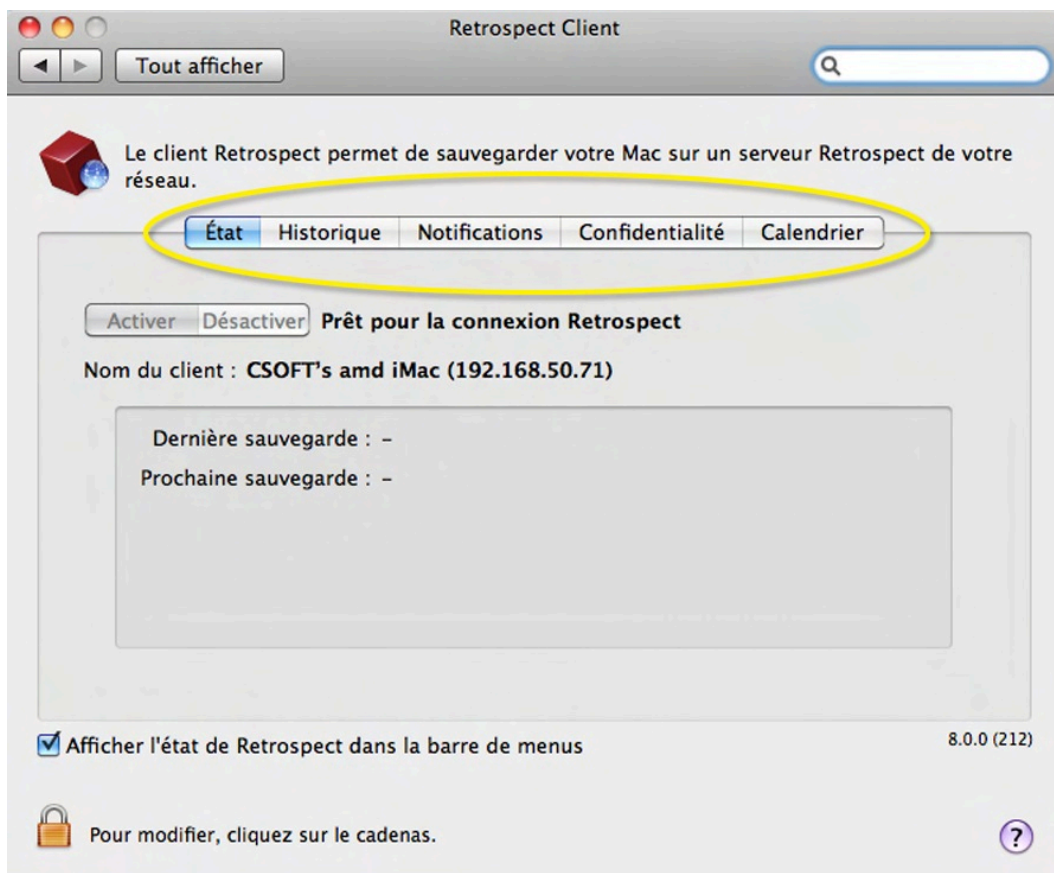 Retrospect Client
Tout afficher
Le client Retrospect permet de sauvegarder votre Mac sur un serveur Retrospect de votre
réseau.
État Historique Notifications Confidentialité Calendrier
Activer Désactiver Prêt pour la connexion Retrospect
Nom du client : CSOFT's amd iMac (192.168.50.71)
Dernière sauvegarde : –
Prochaine sauvegarde : –
Afficher l'état de Retrospect dans la barre de menus
8.0.0 (212)
Pour modifier, cliquez sur le cadenas.
?